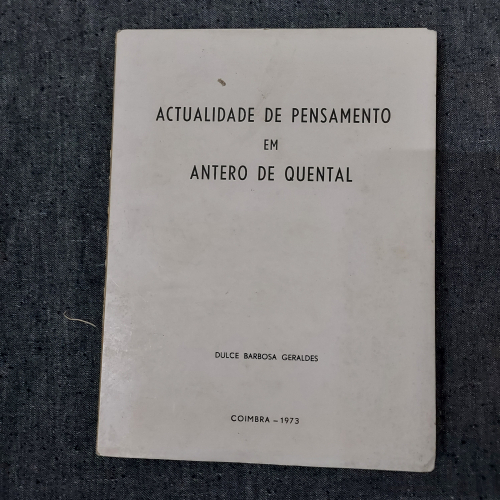 ACTUALIDADE DE PENSAMENTO
EM
ANTERO DE QUENTAL
DULCE BARBOSA GERALDES
COIMBRA – 1973